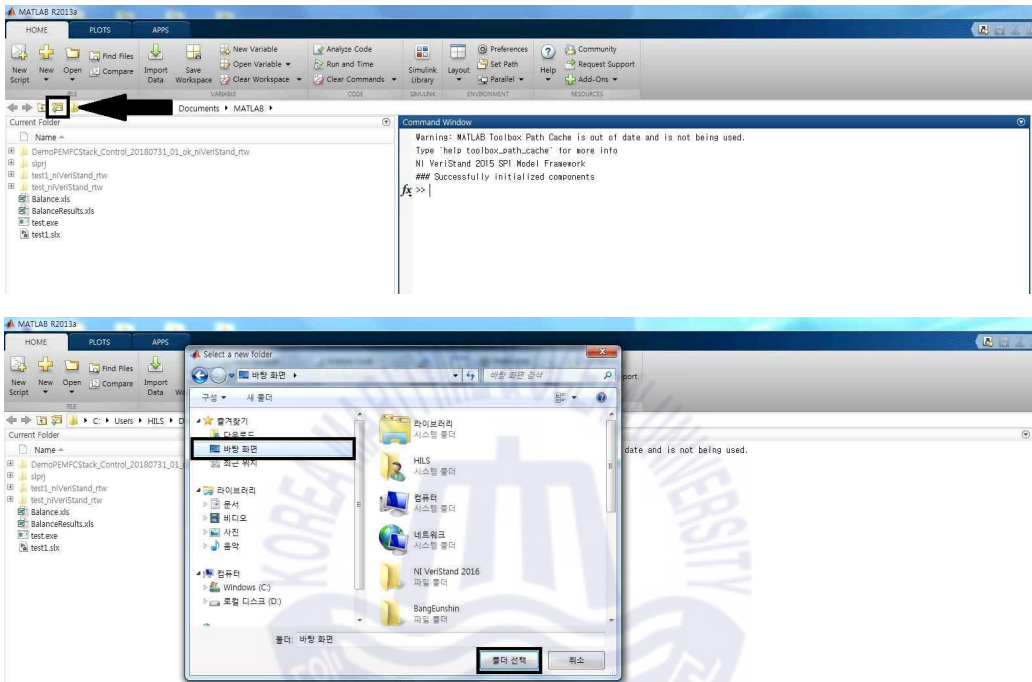 MATLAB R2013a
HOME PLOTS APPS
New Script
New
Open
Find Files
Compare
Import Data
Save Workspace
New Variable
Open Variable
Clear Workspace
Analyze Code
Run and Time
Clear Commands
Simulink Library
Layout
Preferences
Set Path
Parallel
Help
Community
Request Support
Add-Ons
FILE VARIABLE CODE SIMULINK ENVIRONMENT RESOURCES
Documents MATLAB
Current Folder
Name
DemoPEMFCStack_Control_20180731_01_ok_niVeriStand_rtw
slprj
test1_niVeriStand_rtw
test_niVeriStand_rtw
Balance.xls
BalanceResults.xls
test.exe
test1.slx
Command Window
Warning: MATLAB Toolbox Path Cache is out of date and is not being used.
Type 'help toolbox_path_cache' for more info
NI VeriStand 2015 SP1 Model Framework
### Successfully initialized components
fx >>
MATLAB R2013a
HOME PLOTS APPS
New Script
New
Open
Find Files
Compare
Import Data
FILE
C: Users HILS
Current Folder
Name
DemoPEMFCStack_Control_20180731_01_
slprj
test1_niVeriStand_rtw
test_niVeriStand_rtw
Balance.xls
BalanceResults.xls
test.exe
test1.slx
Select a new folder
바탕 화면
바탕 화면 검색
구성 새 폴더
즐겨찾기
다운로드
바탕 화면
최근 위치
라이브러리
문서
비디오
사진
음악
컴퓨터
Windows (C:)
로컬 디스크 (D:)
라이브러리
시스템 폴더
HILS
시스템 폴더
컴퓨터
시스템 폴더
네트워크
시스템 폴더
NI VeriStand 2016
파일 폴더
BangEunshin
파일 폴더
폴더: 바탕 화면
폴더 선택 취소
port
date and is not being used.